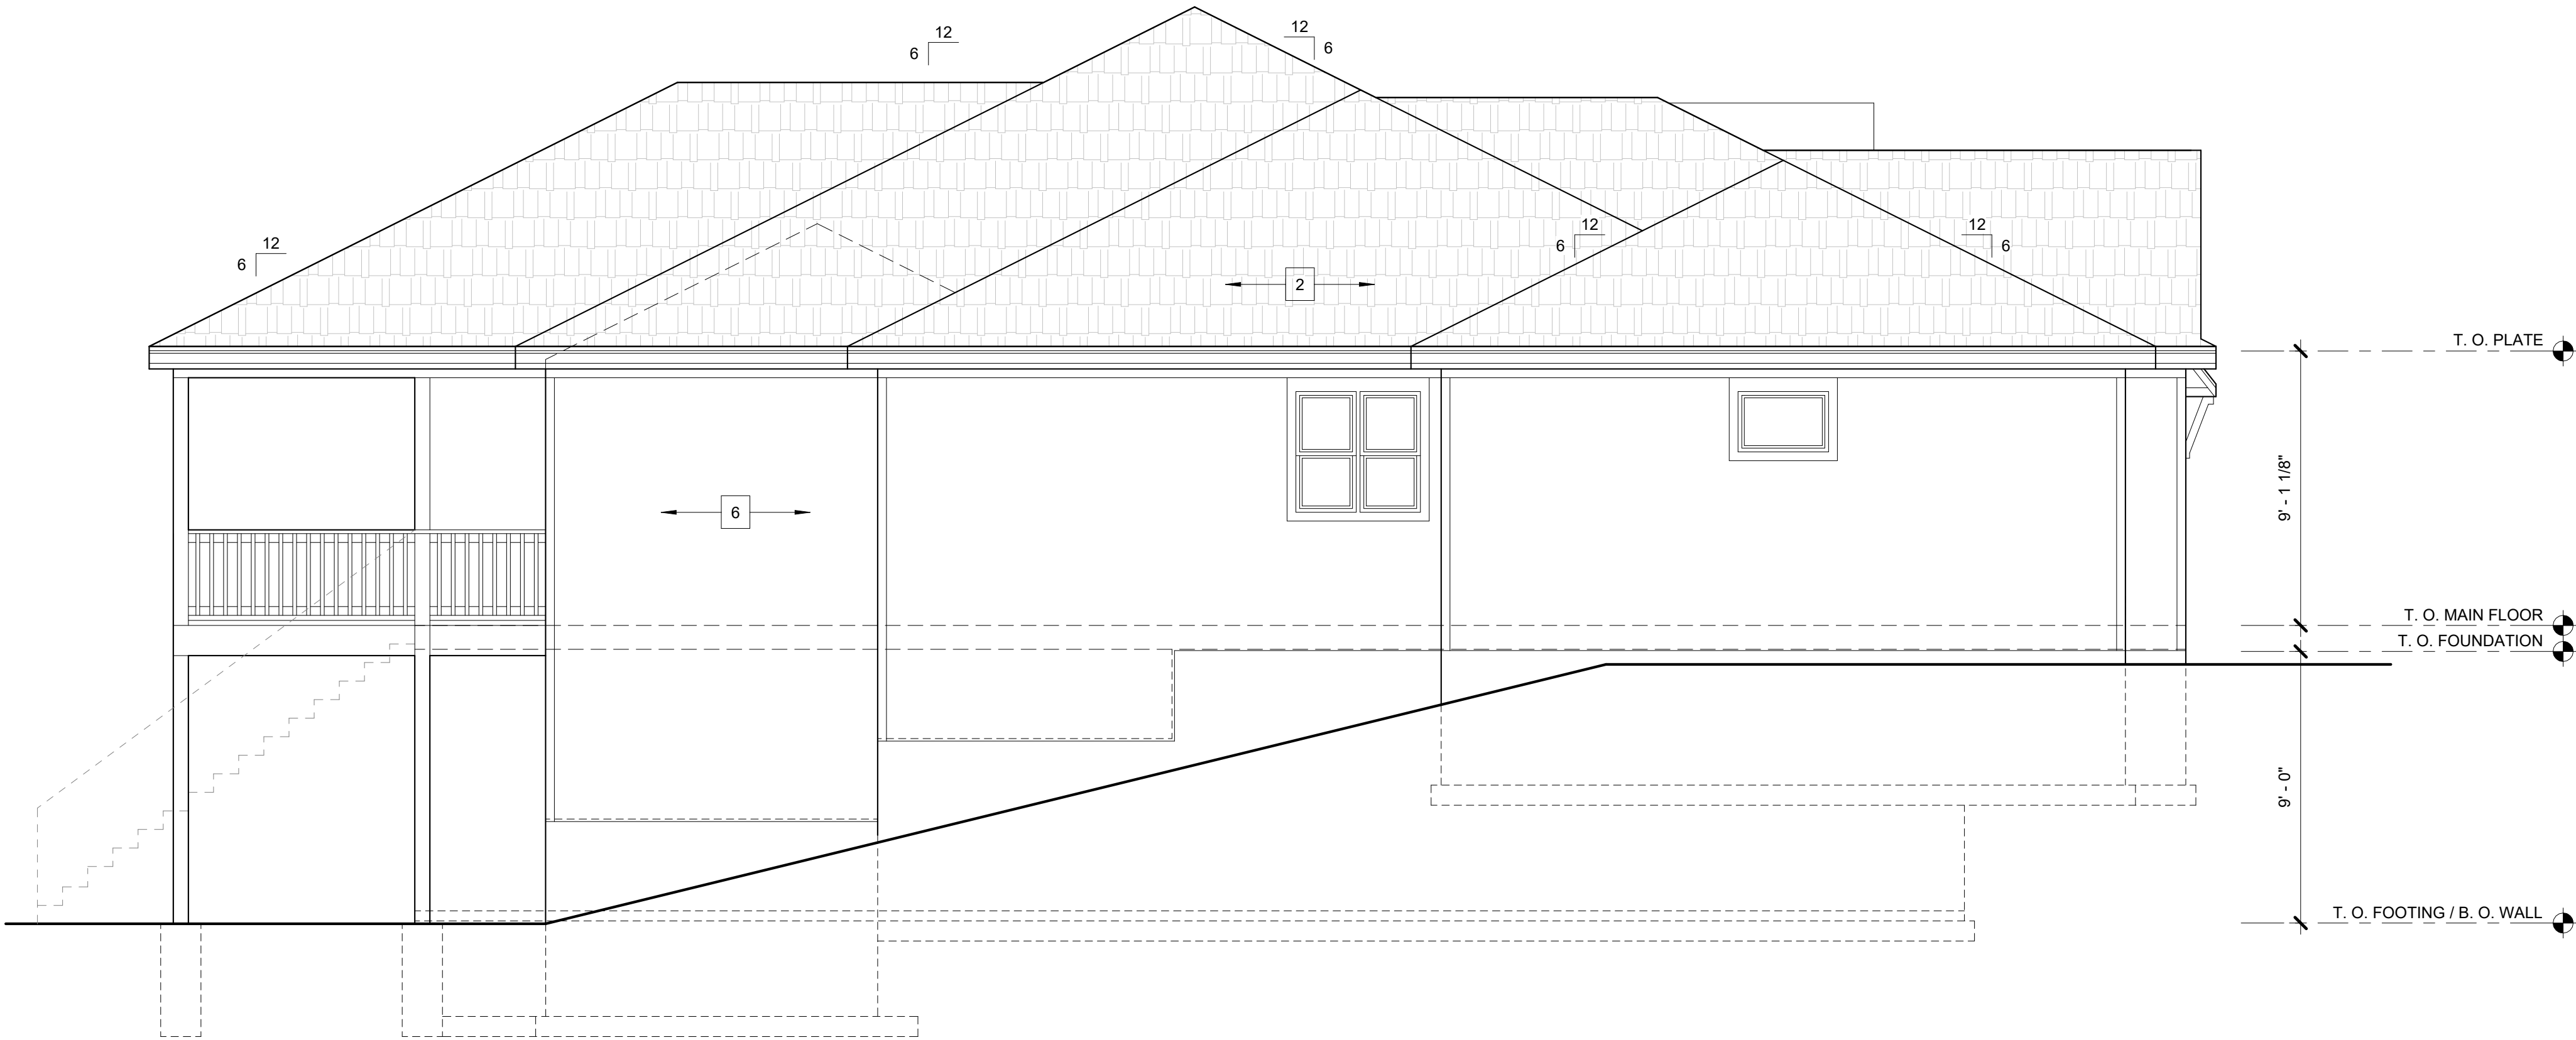 12
6
12
6
12
6
12
6
12
6
2
T. O. PLATE
9' - 1 1/8"
6
T. O. MAIN FLOOR
T. O. FOUNDATION
9' - 0"
T. O. FOOTING / B. O. WALL